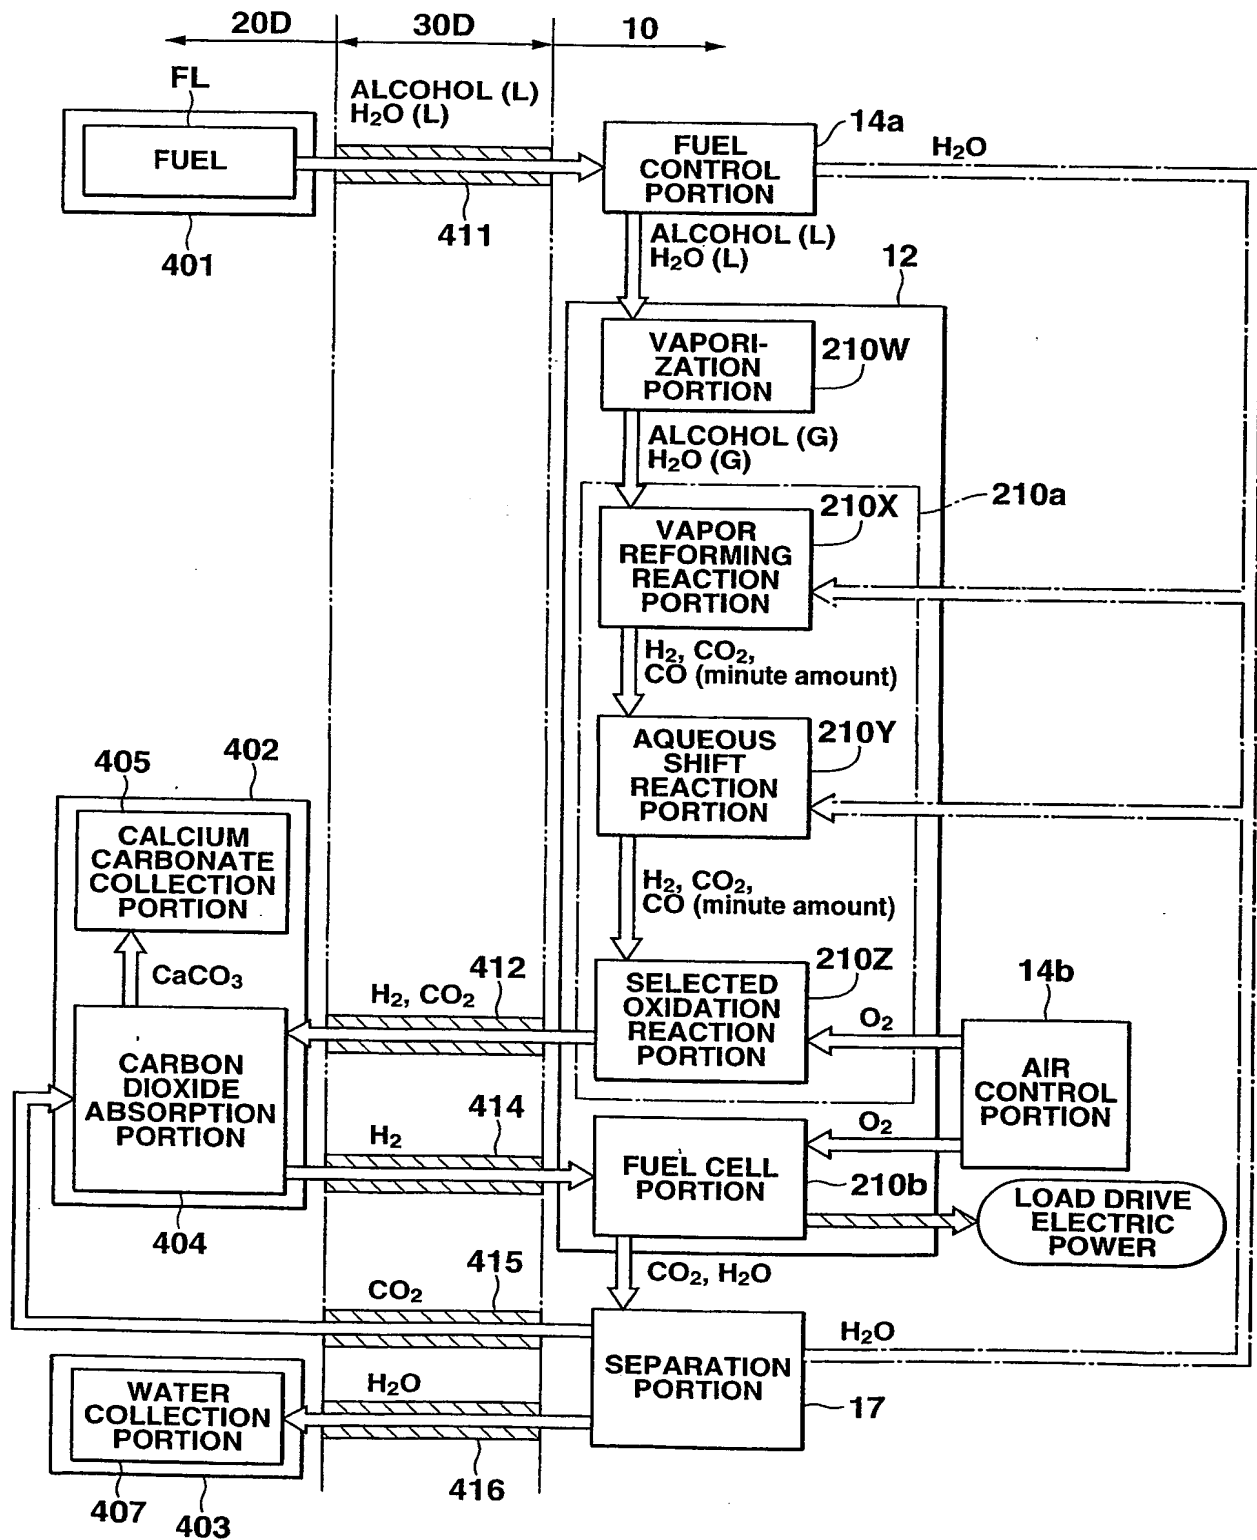 20D
30D
10
FL
ALCOHOL (L)
H2O (L)
14a
FUEL
FUEL
CONTROL
PORTION
H2O
411
401
ALCOHOL (L)
H2O (L)
12
VAPORI-
ZATION
PORTION
210W
ALCOHOL (G)
H2O (G)
210a
210X
VAPOR
REFORMING
REACTION
PORTION
H2, CO2,
CO (minute amount)
210Y
AQUEOUS
SHIFT
REACTION
PORTION
405
402
CALCIUM
CARBONATE
COLLECTION
PORTION
H2, CO2,
CO (minute amount)
CaCO3
412
H2, CO2
210Z
SELECTED
OXIDATION
REACTION
PORTION
14b
O2
AIR
CONTROL
PORTION
CARBON
DIOXIDE
ABSORPTION
PORTION
414
H2
O2
FUEL CELL
PORTION
210b
LOAD DRIVE
ELECTRIC
POWER
404
415
CO2
CO2, H2O
SEPARATION
PORTION
H2O
17
H2O
WATER
COLLECTION
PORTION
416
407
403